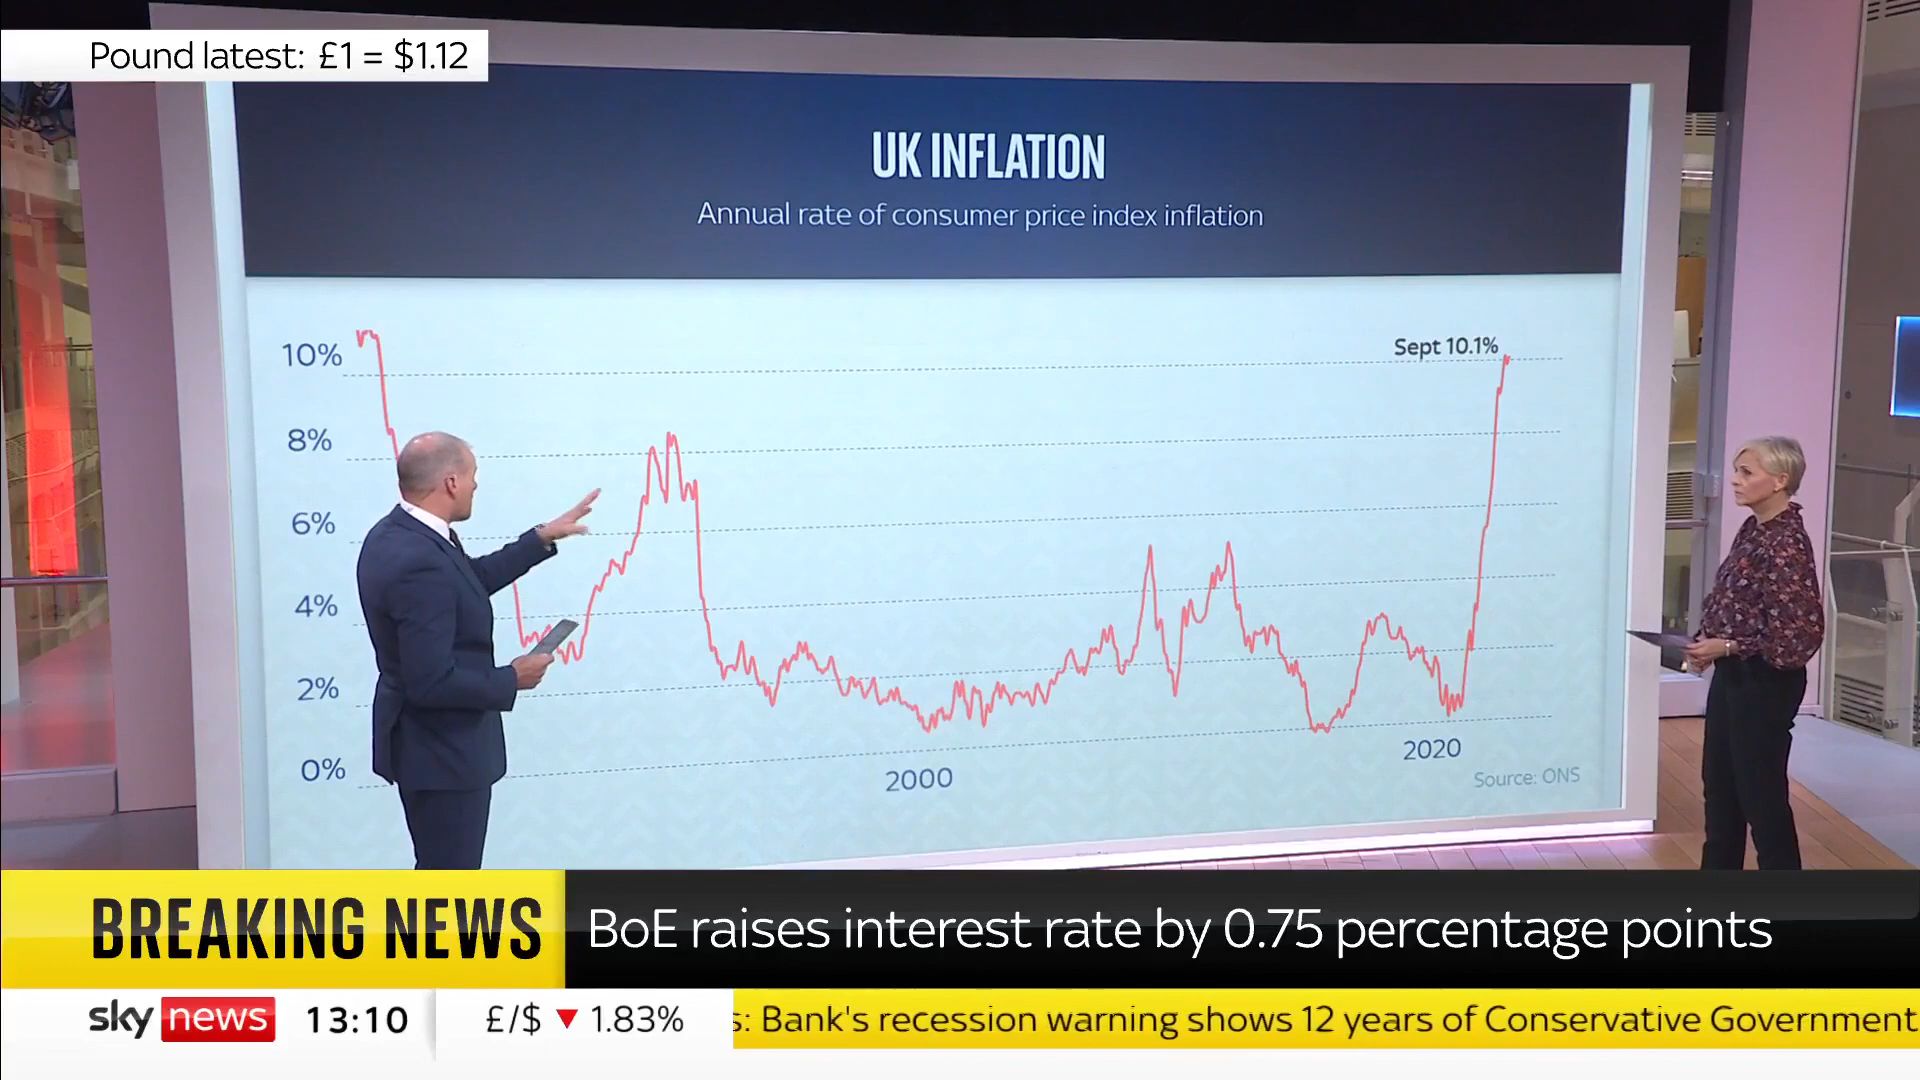 Pound latest: £1 = $1.12
UK INFLATION
Annual rate of consumer price index inflation
10%
Sept 10.1%
8%
6%
4%
2%
0%
2000
2020
Source: ONS
BREAKING NEWS
BoE raises interest rate by 0.75 percentage points
sky news
13:10
£/$ ▼ 1.83%
s: Bank's recession warning shows 12 years of Conservative Government